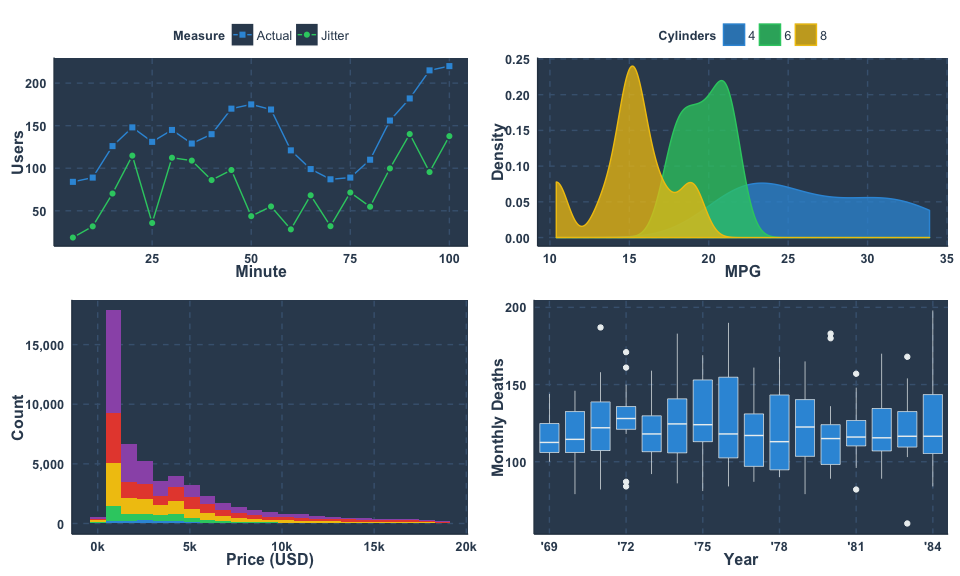 Measure Actual Jitter
200
150
100
50
Users
25 50 75 100
Minute
Cylinders 4 6 8
0.25
0.20
0.15
0.10
0.05
0.00
Density
10 15 20 25 30 35
MPG
15,000
10,000
5,000
0
Count
0k 5k 10k 15k 20k
Price (USD)
200
150
100
Monthly Deaths
'69 '72 '75 '78 '81 '84
Year